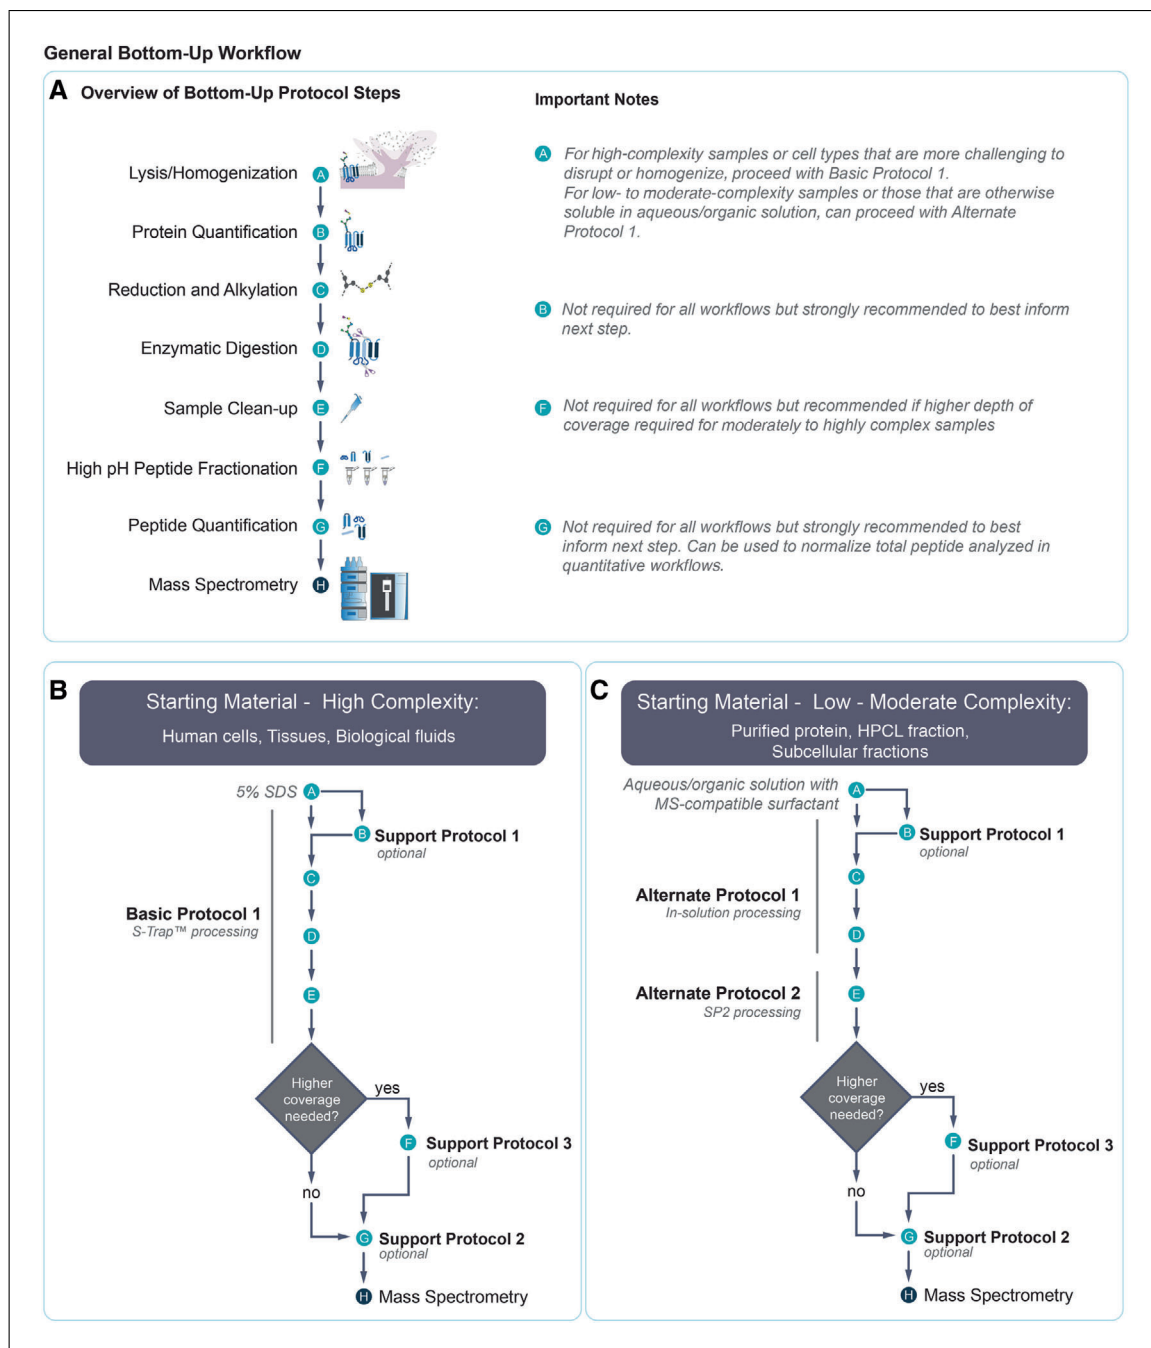 General Bottom-Up Workflow
A Overview of Bottom-Up Protocol Steps
Lysis/Homogenization A
Protein Quantification B
Reduction and Alkylation C
Enzymatic Digestion D
Sample Clean-up E
High pH Peptide Fractionation F
Peptide Quantification G
Mass Spectrometry H
Important Notes
A For high-complexity samples or cell types that are more challenging to
disrupt or homogenize, proceed with Basic Protocol 1.
For low- to moderate-complexity samples or those that are otherwise
soluble in aqueous/organic solution, can proceed with Alternate
Protocol 1.
B Not required for all workflows but strongly recommended to best inform
next step.
F Not required for all workflows but recommended if higher depth of
coverage required for moderately to highly complex samples
G Not required for all workflows but strongly recommended to best
inform next step. Can be used to normalize total peptide analyzed in
quantitative workflows.
B
Starting Material - High Complexity:
Human cells, Tissues, Biological fluids
5% SDS A
B Support Protocol 1
optional
C
Basic Protocol 1
S-Trap™ processing
D
E
Higher
coverage
needed?
yes
F Support Protocol 3
optional
no
G Support Protocol 2
optional
H Mass Spectrometry
C
Starting Material - Low - Moderate Complexity:
Purified protein, HPCL fraction,
Subcellular fractions
Aqueous/organic solution with
MS-compatible surfactant
A
B Support Protocol 1
optional
C
Alternate Protocol 1
In-solution processing
D
Alternate Protocol 2
SP2 processing
E
Higher
coverage
needed?
yes
F Support Protocol 3
optional
no
G Support Protocol 2
optional
H Mass Spectrometry